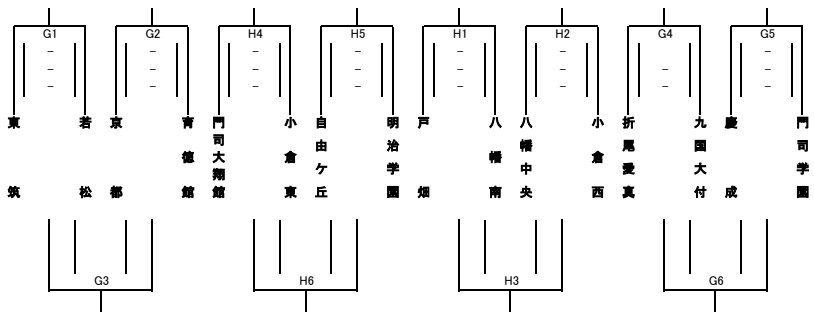 G1 G2 H4 H5 H1 H2 G4 G5
－ － － － － － －
－ － － － － － － －
－ － － － － － － －
東筑
若松
京都
育徳館
門司大翔館
小倉東
自由ケ丘
明治学園
戸畑
八幡南
八幡中央
小倉西
折尾愛真
九国大付
慶成
門司学園
G3 H6 H3 G6